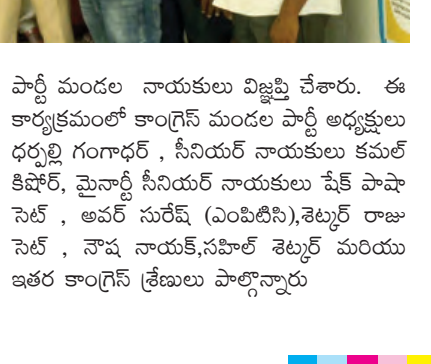 పార్టీ మండల నాయకులు విజ్ఞప్తి చేశారు. ఈ
కార్యక్రమంలో కాంగ్రెస్ మండల పార్టీ అధ్యక్షులు
ధర్పల్లి గంగాధర్ , సీనియర్ నాయకులు కమల్
కిషోర్, మైనార్టీ సీనియర్ నాయకులు షేక్ పాషా
సెట్ , అవర్ సురేష్ (ఎంపిటిసి),శెట్కర్ రాజు
సెట్ , నౌష నాయక్,సహిల్ శెట్కర్ మరియు
ఇతర కాంగ్రెస్ శ్రేణులు పాల్గొన్నారు